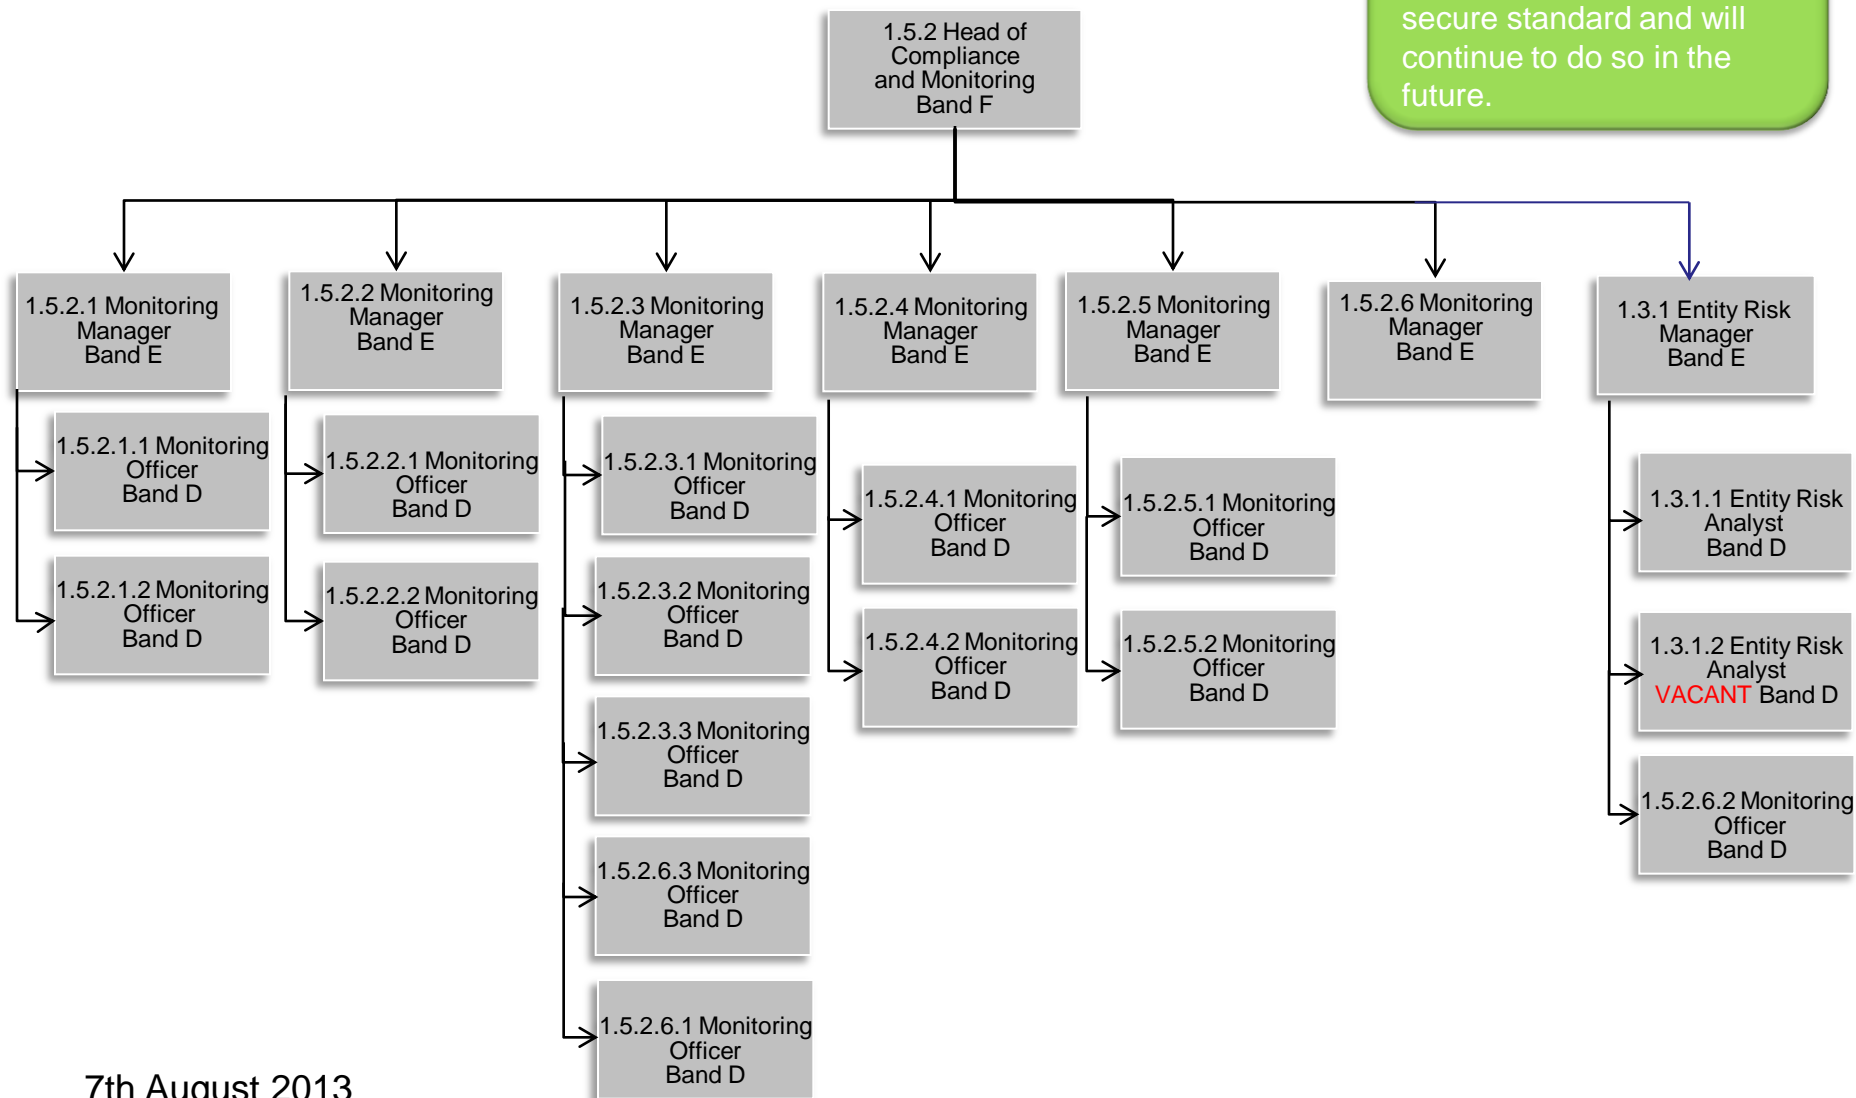 secure standard and will
continue to do so in the
future.
1.5.2 Head of
Compliance
and Monitoring
Band F
1.5.2.1 Monitoring
Manager
Band E
1.5.2.2 Monitoring
Manager
Band E
1.5.2.3 Monitoring
Manager
Band E
1.5.2.4 Monitoring
Manager
Band E
1.5.2.5 Monitoring
Manager
Band E
1.5.2.6 Monitoring
Manager
Band E
1.3.1 Entity Risk
Manager
Band E
1.5.2.1.1 Monitoring
Officer
Band D
1.5.2.1.2 Monitoring
Officer
Band D
1.5.2.2.1 Monitoring
Officer
Band D
1.5.2.2.2 Monitoring
Officer
Band D
1.5.2.3.1 Monitoring
Officer
Band D
1.5.2.3.2 Monitoring
Officer
Band D
1.5.2.3.3 Monitoring
Officer
Band D
1.5.2.6.3 Monitoring
Officer
Band D
1.5.2.6.1 Monitoring
Officer
Band D
1.5.2.4.1 Monitoring
Officer
Band D
1.5.2.4.2 Monitoring
Officer
Band D
1.5.2.5.1 Monitoring
Officer
Band D
1.5.2.5.2 Monitoring
Officer
Band D
1.3.1.1 Entity Risk
Analyst
Band D
1.3.1.2 Entity Risk
Analyst
VACANT Band D
1.5.2.6.2 Monitoring
Officer
Band D
7th August 2013